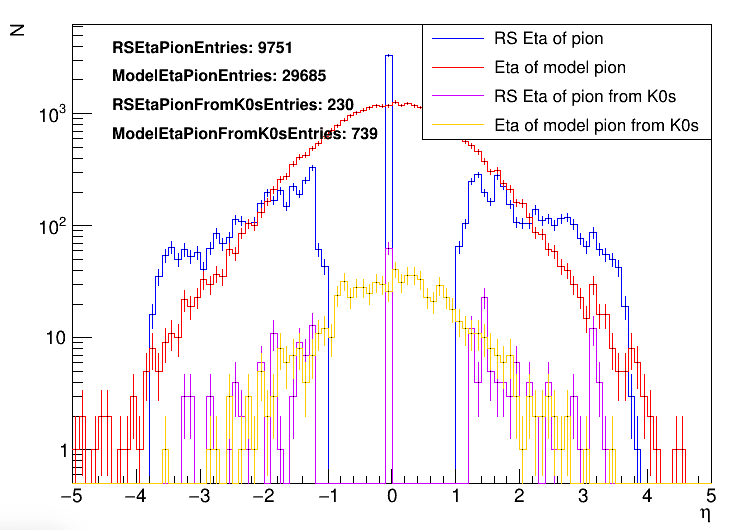 N
RSEtaPionEntries: 9751
ModelEtaPionEntries: 29685
RSEtaPionFromK0sEntries: 230
ModelEtaPionFromK0sEntries: 739
RS Eta of pion
Eta of model pion
RS Eta of pion from K0s
Eta of model pion from K0s
10³
10²
10
1
−5 −4 −3 −2 −1 0 1 2 3 4 5
η